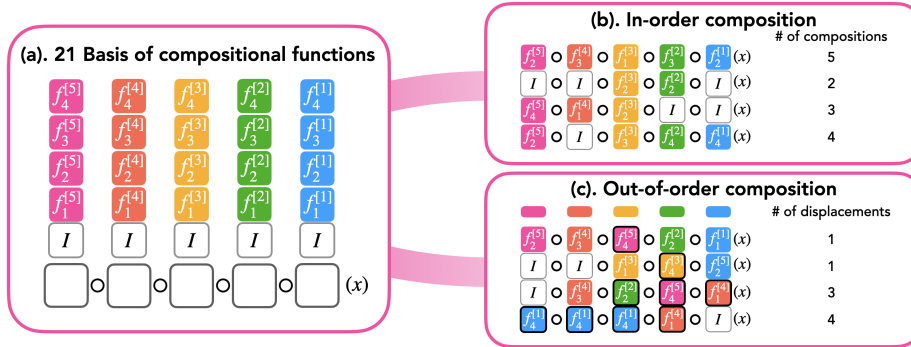 (a). 21 Basis of compositional functions
f₄^[5] f₄^[4] f₄^[3] f₄^[2] f₄^[1]
f₃^[5] f₃^[4] f₃^[3] f₃^[2] f₃^[1]
f₂^[5] f₂^[4] f₂^[3] f₂^[2] f₂^[1]
f₁^[5] f₁^[4] f₁^[3] f₁^[2] f₁^[1]
I I I I I
∘ ∘ ∘ ∘ (x)
(b). In-order composition
# of compositions
f₂^[5] ∘ f₃^[4] ∘ f₁^[3] ∘ f₃^[2] ∘ f₂^[1] (x) 5
I ∘ I ∘ f₂^[3] ∘ f₂^[2] ∘ I (x) 2
f₄^[5] ∘ f₁^[4] ∘ f₂^[3] ∘ I ∘ I (x) 3
f₂^[5] ∘ I ∘ f₃^[3] ∘ f₄^[2] ∘ f₄^[1] (x) 4
(c). Out-of-order composition
# of displacements
f₂^[5] ∘ f₃^[4] ∘ f₄^[5] ∘ f₂^[2] ∘ f₁^[1] (x) 1
I ∘ I ∘ f₁^[3] ∘ f₄^[3] ∘ f₂^[5] (x) 1
I ∘ f₃^[4] ∘ f₂^[2] ∘ f₄^[5] ∘ f₁^[4] (x) 3
f₄^[1] ∘ f₄^[1] ∘ f₄^[1] ∘ f₁^[4] ∘ I (x) 4